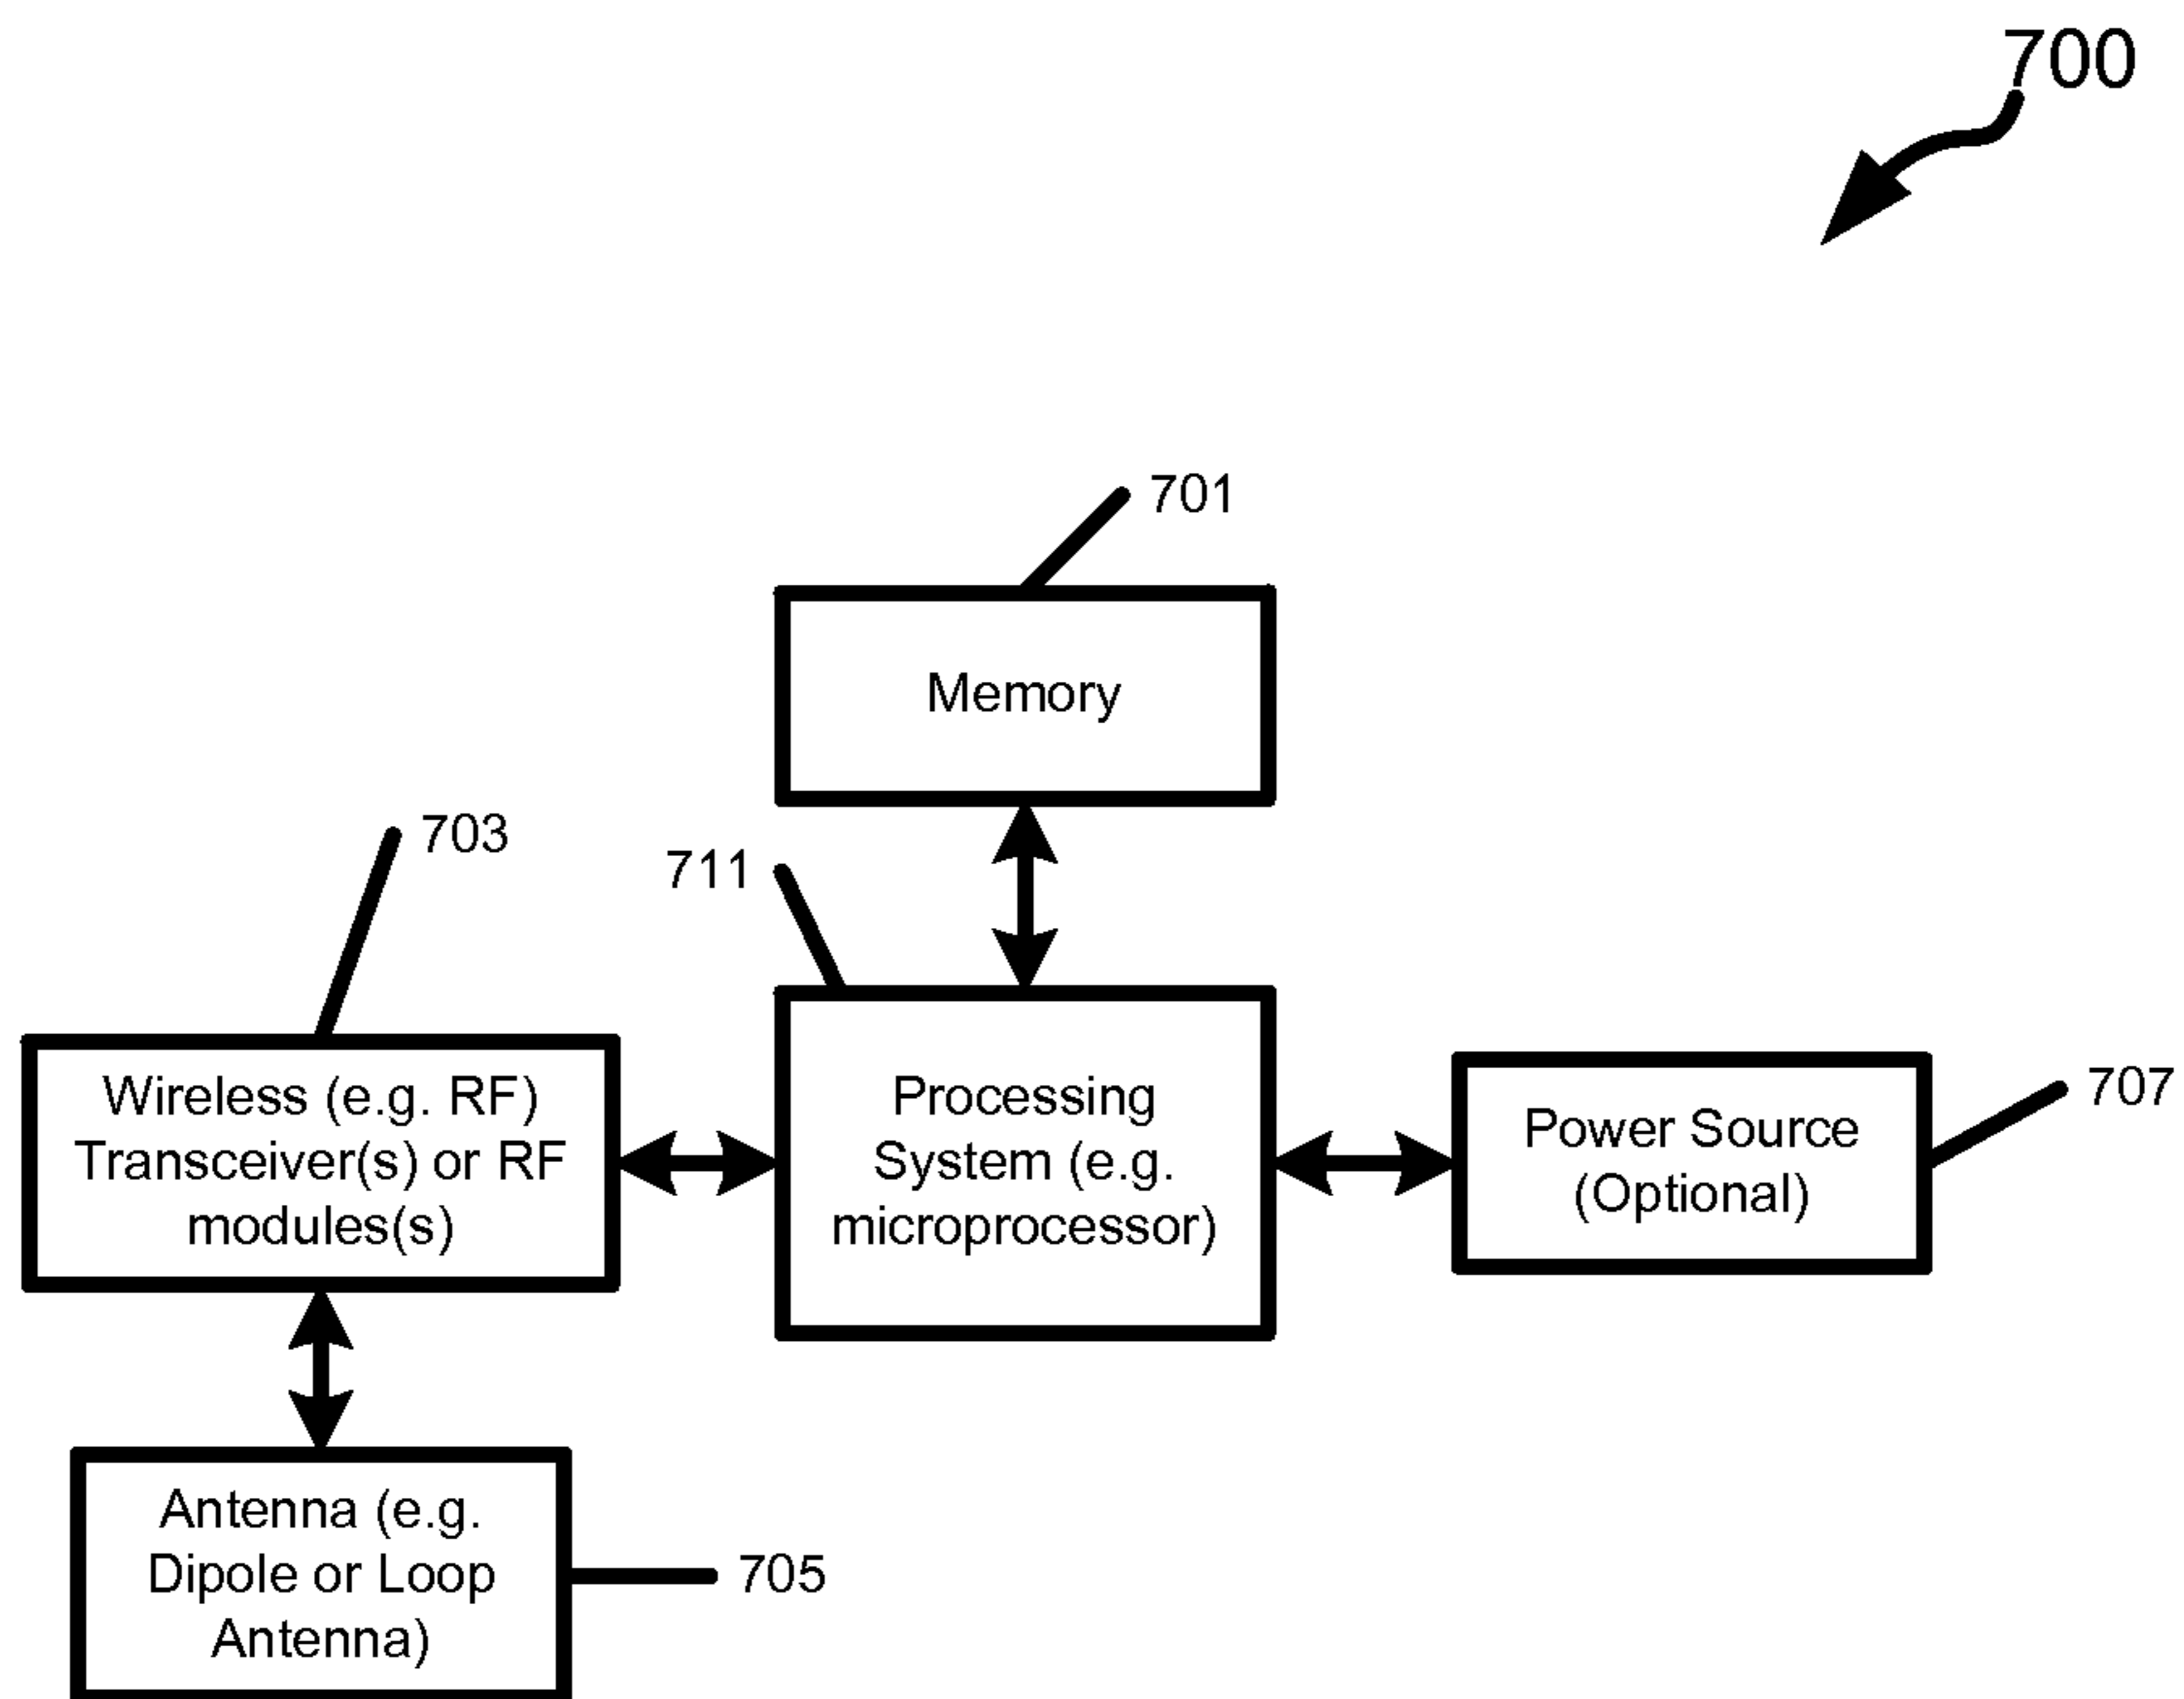 700
701
Memory
703
711
Wireless (e.g. RF)
Transceiver(s) or RF
modules(s)
Processing
System (e.g.
microprocessor)
Power Source
(Optional)
707
Antenna (e.g.
Dipole or Loop
Antenna)
705